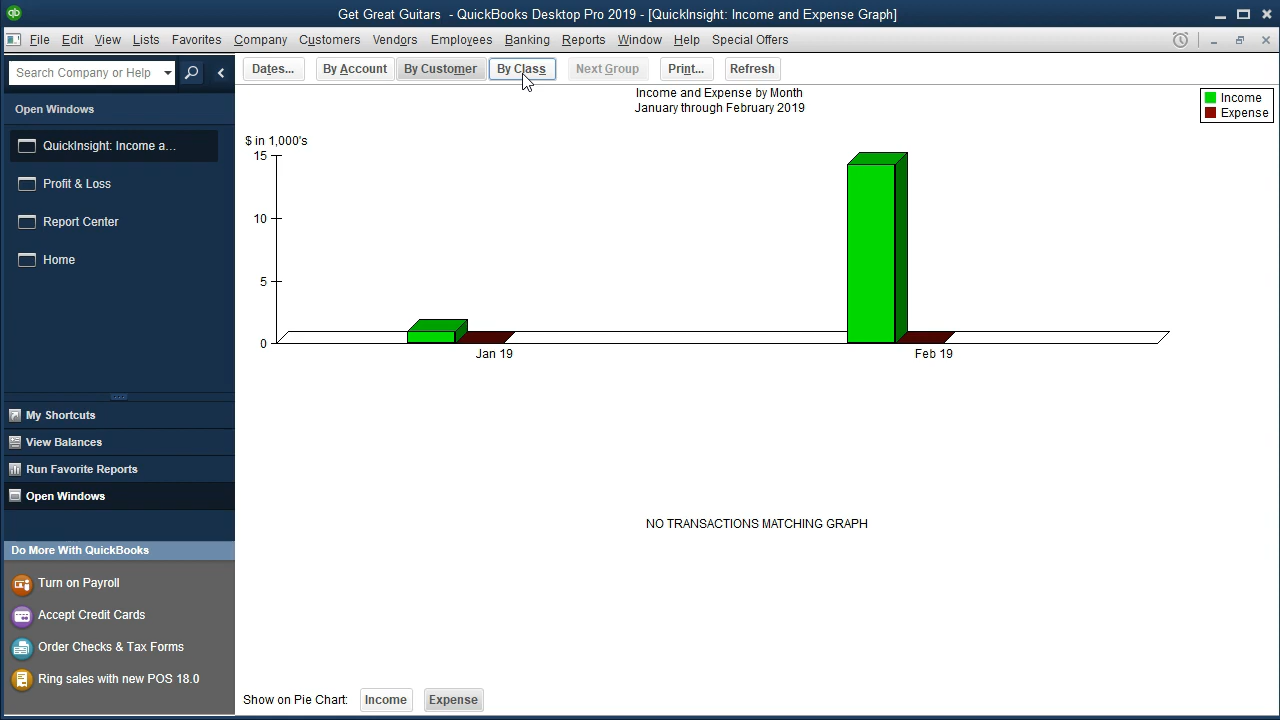 Get Great Guitars - QuickBooks Desktop Pro 2019 - [QuickInsight: Income and Expense Graph]
File Edit View Lists Favorites Company Customers Vendors Employees Banking Reports Window Help Special Offers
Search Company or Help
Dates... By Account By Customer By Class Next Group Print... Refresh
Open Windows
QuickInsight: Income a...
Profit & Loss
Report Center
Home
My Shortcuts
View Balances
Run Favorite Reports
Open Windows
Do More With QuickBooks
Turn on Payroll
Accept Credit Cards
Order Checks & Tax Forms
Ring sales with new POS 18.0
Income and Expense by Month
January through February 2019
Income
Expense
$ in 1,000's
15
10
5
0
Jan 19 Feb 19
NO TRANSACTIONS MATCHING GRAPH
Show on Pie Chart: Income Expense